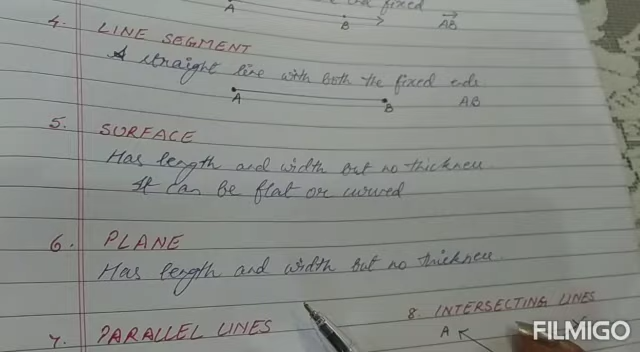 fixed
A B AB
4. LINE SEGMENT
A straight line with both the fixed ends
A B AB
5. SURFACE
Has length and width but no thickness
It can be flat or curved
6. PLANE
Has length and width but no thickness.
7. PARALLEL LINES
8. INTERSECTING LINES
A
FILMIGO